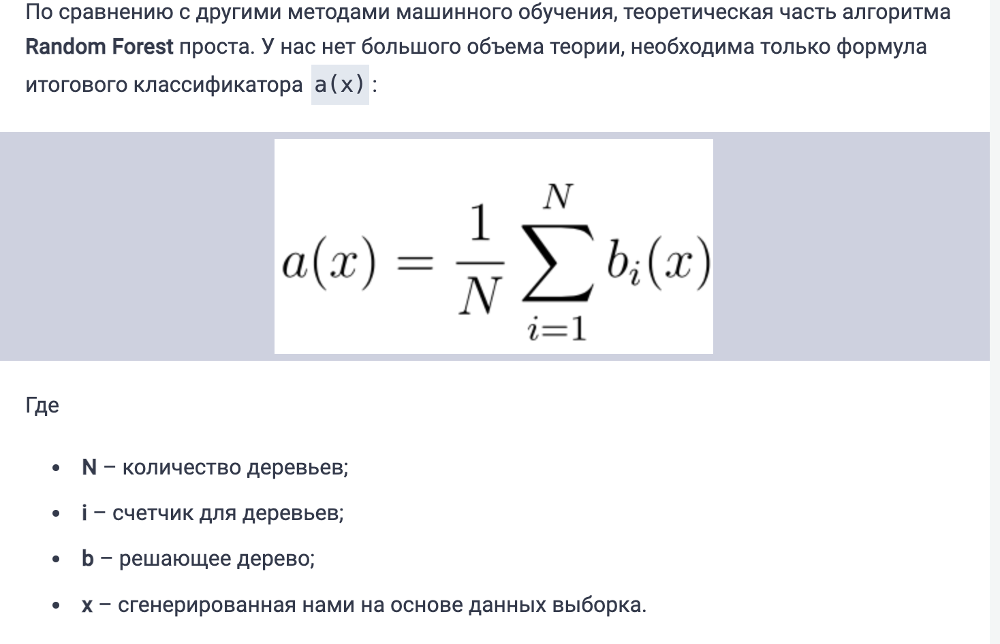 По сравнению с другими методами машинного обучения, теоретическая часть алгоритма
Random Forest проста. У нас нет большого объема теории, необходима только формула
итогового классификатора a(x) :
a(x) = \frac{1}{N} \sum_{i=1}^{N} b_i(x)
Где
• N – количество деревьев;
• i – счетчик для деревьев;
• b – решающее дерево;
• x – сгенерированная нами на основе данных выборка.